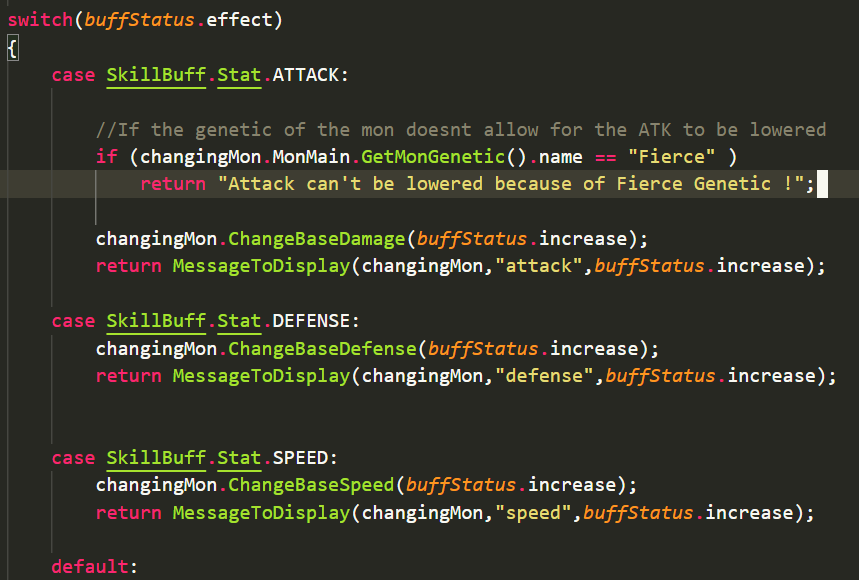 switch(buffStatus.effect)
{
case SkillBuff.Stat.ATTACK:
//If the genetic of the mon doesnt allow for the ATK to be lowered
if (changingMon.MonMain.GetMonGenetic().name == "Fierce" )
return "Attack can't be lowered because of Fierce Genetic !";
changingMon.ChangeBaseDamage(buffStatus.increase);
return MessageToDisplay(changingMon,"attack",buffStatus.increase);
case SkillBuff.Stat.DEFENSE:
changingMon.ChangeBaseDefense(buffStatus.increase);
return MessageToDisplay(changingMon,"defense",buffStatus.increase);
case SkillBuff.Stat.SPEED:
changingMon.ChangeBaseSpeed(buffStatus.increase);
return MessageToDisplay(changingMon,"speed",buffStatus.increase);
default: